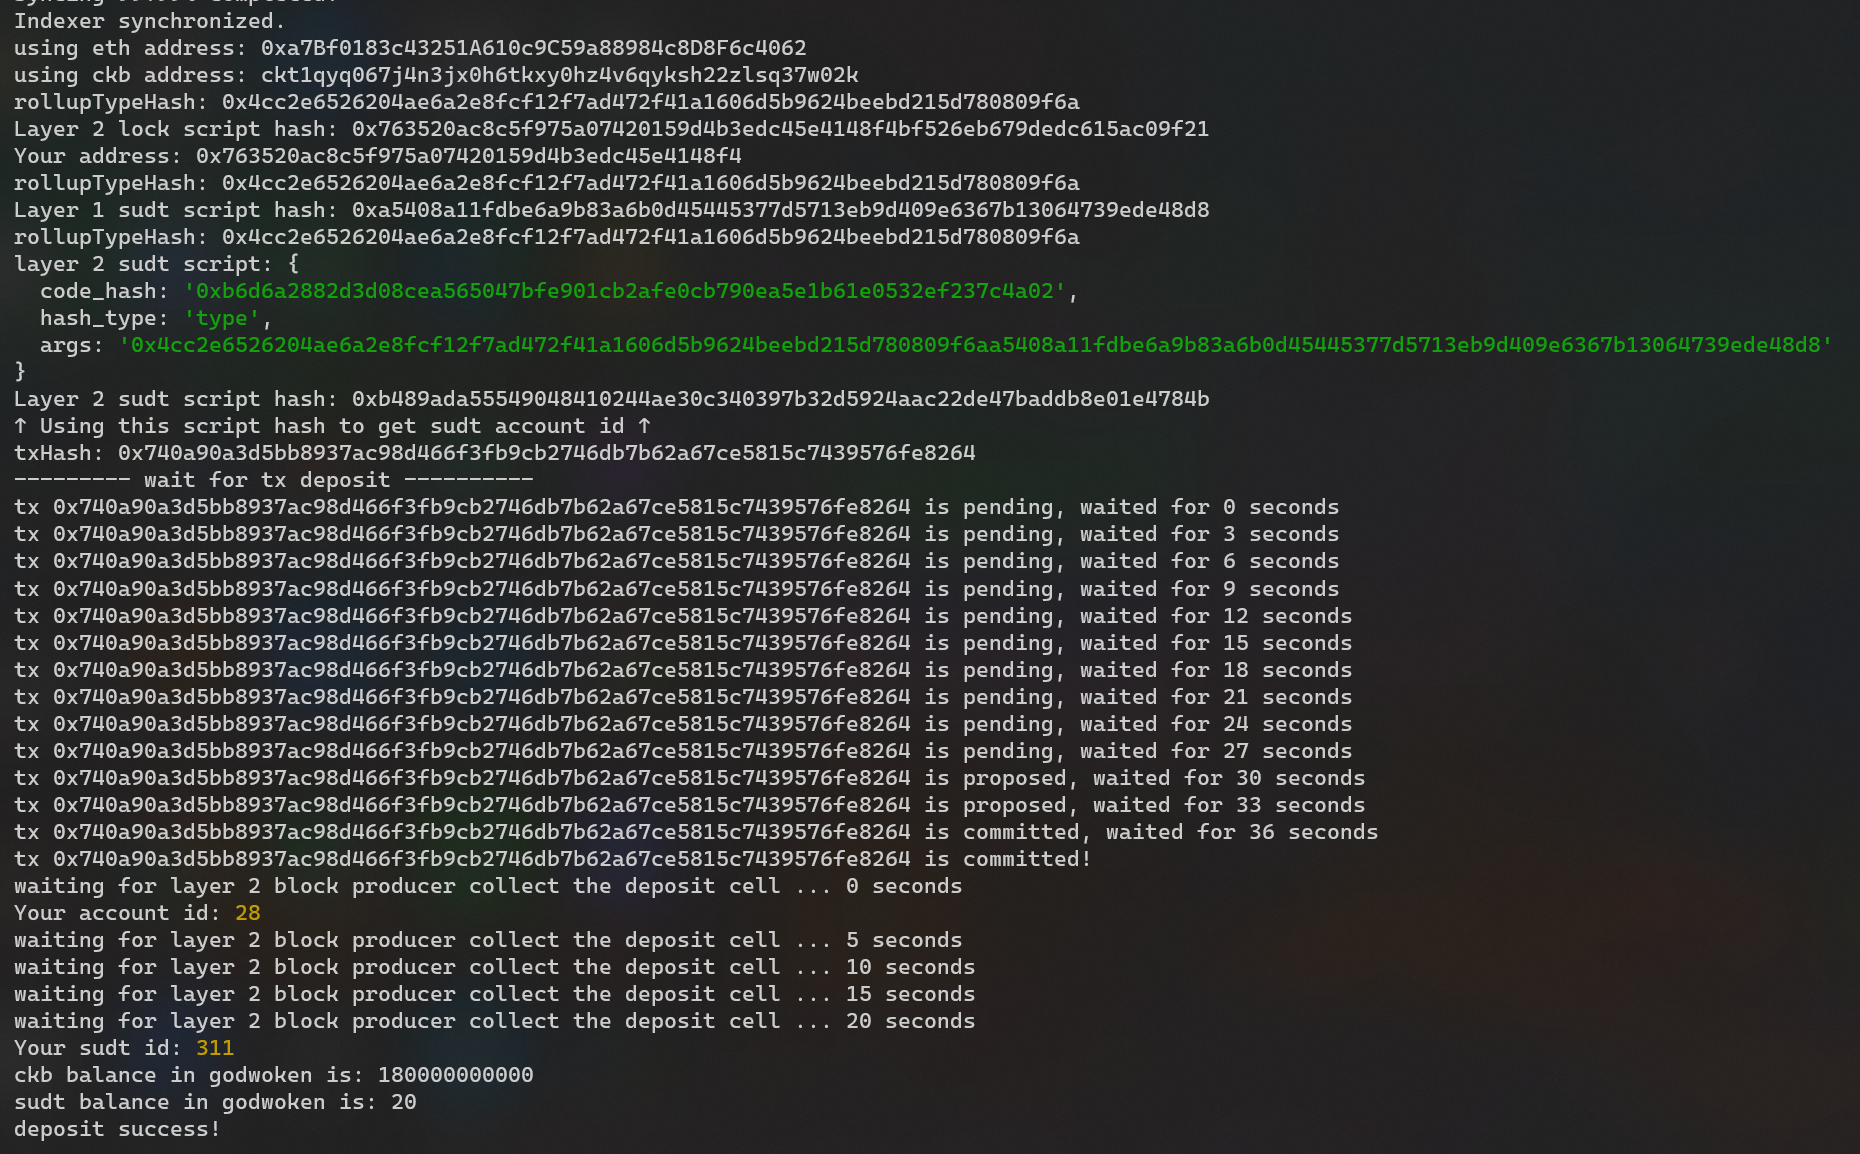 Indexer synchronized.
using eth address: 0xa7Bf0183c43251A610c9C59a88984c8D8F6c4062
using ckb address: ckt1qyq067j4n3jx0h6tkxy0hz4v6qyksh22zlsq37w02k
rollupTypeHash: 0x4cc2e6526204ae6a2e8fcf12f7ad472f41a1606d5b9624beebd215d780809f6a
Layer 2 lock script hash: 0x763520ac8c5f975a07420159d4b3edc45e4148f4bf526eb679dedc615ac09f21
Your address: 0x763520ac8c5f975a07420159d4b3edc45e4148f4
rollupTypeHash: 0x4cc2e6526204ae6a2e8fcf12f7ad472f41a1606d5b9624beebd215d780809f6a
Layer 1 sudt script hash: 0xa5408a11fdbe6a9b83a6b0d45445377d5713eb9d409e6367b13064739ede48d8
rollupTypeHash: 0x4cc2e6526204ae6a2e8fcf12f7ad472f41a1606d5b9624beebd215d780809f6a
layer 2 sudt script: {
  code_hash: '0xb6d6a2882d3d08cea565047bfe901cb2afe0cb790ea5e1b61e0532ef237c4a02',
  hash_type: 'type',
  args: '0x4cc2e6526204ae6a2e8fcf12f7ad472f41a1606d5b9624beebd215d780809f6aa5408a11fdbe6a9b83a6b0d45445377d5713eb9d409e6367b13064739ede48d8'
}
Layer 2 sudt script hash: 0xb489ada55549048410244ae30c340397b32d5924aac22de47baddb8e01e4784b
↑ Using this script hash to get sudt account id ↑
txHash: 0x740a90a3d5bb8937ac98d466f3fb9cb2746db7b62a67ce5815c7439576fe8264
--------- wait for tx deposit ----------
tx 0x740a90a3d5bb8937ac98d466f3fb9cb2746db7b62a67ce5815c7439576fe8264 is pending, waited for 0 seconds
tx 0x740a90a3d5bb8937ac98d466f3fb9cb2746db7b62a67ce5815c7439576fe8264 is pending, waited for 3 seconds
tx 0x740a90a3d5bb8937ac98d466f3fb9cb2746db7b62a67ce5815c7439576fe8264 is pending, waited for 6 seconds
tx 0x740a90a3d5bb8937ac98d466f3fb9cb2746db7b62a67ce5815c7439576fe8264 is pending, waited for 9 seconds
tx 0x740a90a3d5bb8937ac98d466f3fb9cb2746db7b62a67ce5815c7439576fe8264 is pending, waited for 12 seconds
tx 0x740a90a3d5bb8937ac98d466f3fb9cb2746db7b62a67ce5815c7439576fe8264 is pending, waited for 15 seconds
tx 0x740a90a3d5bb8937ac98d466f3fb9cb2746db7b62a67ce5815c7439576fe8264 is pending, waited for 18 seconds
tx 0x740a90a3d5bb8937ac98d466f3fb9cb2746db7b62a67ce5815c7439576fe8264 is pending, waited for 21 seconds
tx 0x740a90a3d5bb8937ac98d466f3fb9cb2746db7b62a67ce5815c7439576fe8264 is pending, waited for 24 seconds
tx 0x740a90a3d5bb8937ac98d466f3fb9cb2746db7b62a67ce5815c7439576fe8264 is pending, waited for 27 seconds
tx 0x740a90a3d5bb8937ac98d466f3fb9cb2746db7b62a67ce5815c7439576fe8264 is proposed, waited for 30 seconds
tx 0x740a90a3d5bb8937ac98d466f3fb9cb2746db7b62a67ce5815c7439576fe8264 is proposed, waited for 33 seconds
tx 0x740a90a3d5bb8937ac98d466f3fb9cb2746db7b62a67ce5815c7439576fe8264 is committed, waited for 36 seconds
tx 0x740a90a3d5bb8937ac98d466f3fb9cb2746db7b62a67ce5815c7439576fe8264 is committed!
waiting for layer 2 block producer collect the deposit cell ... 0 seconds
Your account id: 28
waiting for layer 2 block producer collect the deposit cell ... 5 seconds
waiting for layer 2 block producer collect the deposit cell ... 10 seconds
waiting for layer 2 block producer collect the deposit cell ... 15 seconds
waiting for layer 2 block producer collect the deposit cell ... 20 seconds
Your sudt id: 311
ckb balance in godwoken is: 180000000000
sudt balance in godwoken is: 20
deposit success!